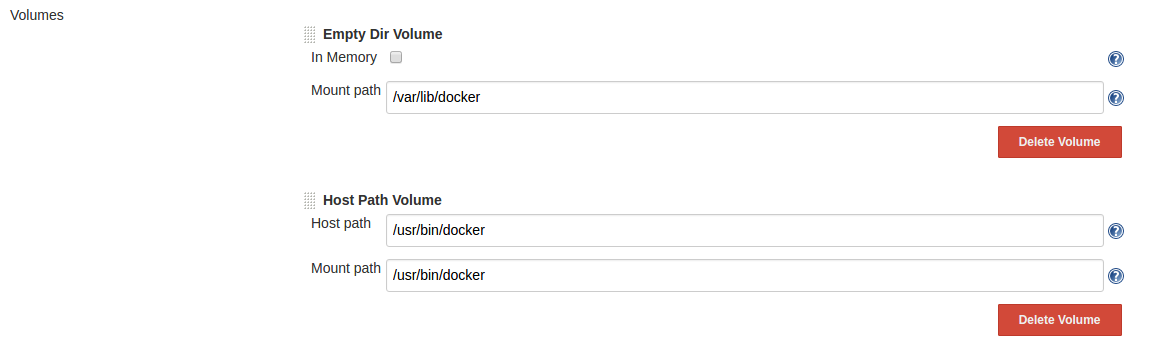 Volumes
Empty Dir Volume
In Memory
Mount path /var/lib/docker
Delete Volume
Host Path Volume
Host path /usr/bin/docker
Mount path /usr/bin/docker
Delete Volume